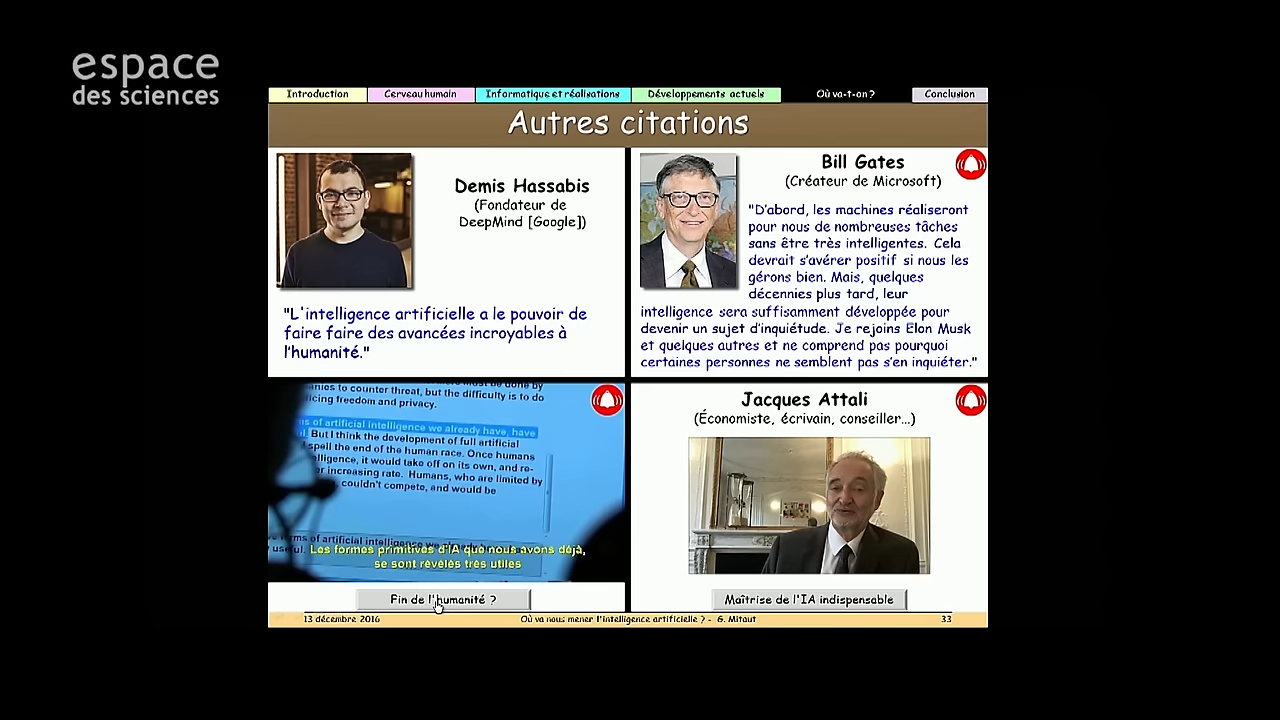 espace
des sciences
Introduction
Cerveau humain
Informatique et réalisations
Développements actuels
Où va-t-on ?
Conclusion
Autres citations
Demis Hassabis
(Fondateur de
DeepMind [Google])
"L'intelligence artificielle a le pouvoir de
faire faire des avancées incroyables à
l'humanité."
Bill Gates
(Créateur de Microsoft)
"D'abord, les machines réaliseront
pour nous de nombreuses tâches
sans être très intelligentes. Cela
devrait s'avérer positif si nous les
gérons bien. Mais, quelques
décennies plus tard, leur
intelligence sera suffisamment développée pour
devenir un sujet d'inquiétude. Je rejoins Elon Musk
et quelques autres et ne comprend pas pourquoi
certaines personnes ne semblent pas s'en inquiéter."
must be done by
to counter threat, but the difficulty is to do
freedom and privacy.
of artificial intelligence we already have, have
But I think the development of full artificial
spell the end of the human race. Once humans
it would take off on its own, and re-
increasing rate. Humans, who are limited by
couldn't compete, and would be
of artificial intelligence we
Les formes primitives d'IA que nous avons déjà,
se sont révélés très utiles
Fin de l'humanité ?
Jacques Attali
(Économiste, écrivain, conseiller...)
Maîtrise de l'IA indispensable
13 décembre 2016
Où va nous mener l'intelligence artificielle ? - G. Mitaut
33